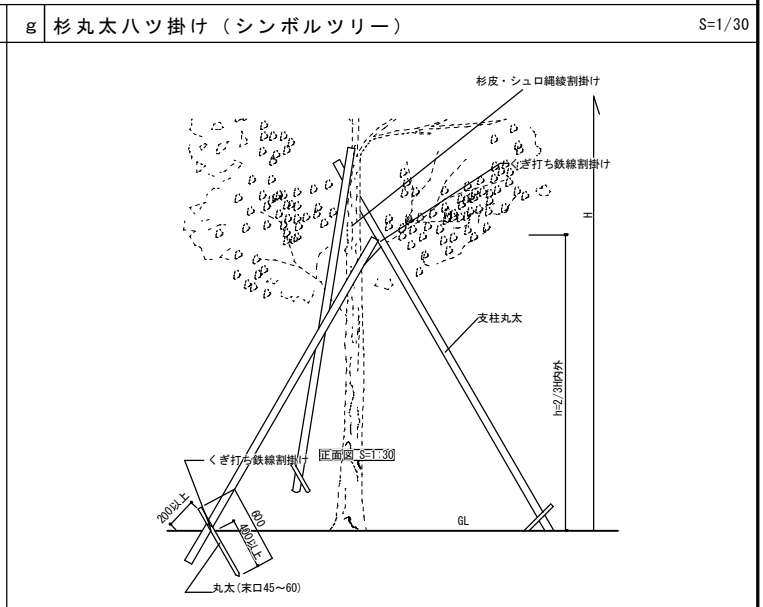 g 杉丸太八ツ掛け（シンボルツリー） S=1/30
杉皮・シュロ縄綾割掛け
くぎ打ち鉄線割掛け
H
支柱丸太
h=2/3H内外
くぎ打ち鉄線割掛け
正面図 S=1:30
200以上
600
400以上
GL
丸太(末口45～60)